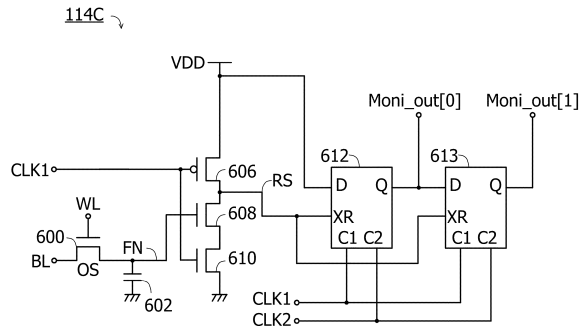 114C
VDD
Moni_out[0]
Moni_out[1]
CLK1
606
RS
612
613
D
Q
D
Q
WL
608
XR
XR
600
FN
C1
C2
C1
C2
BL
OS
610
602
CLK1
CLK2